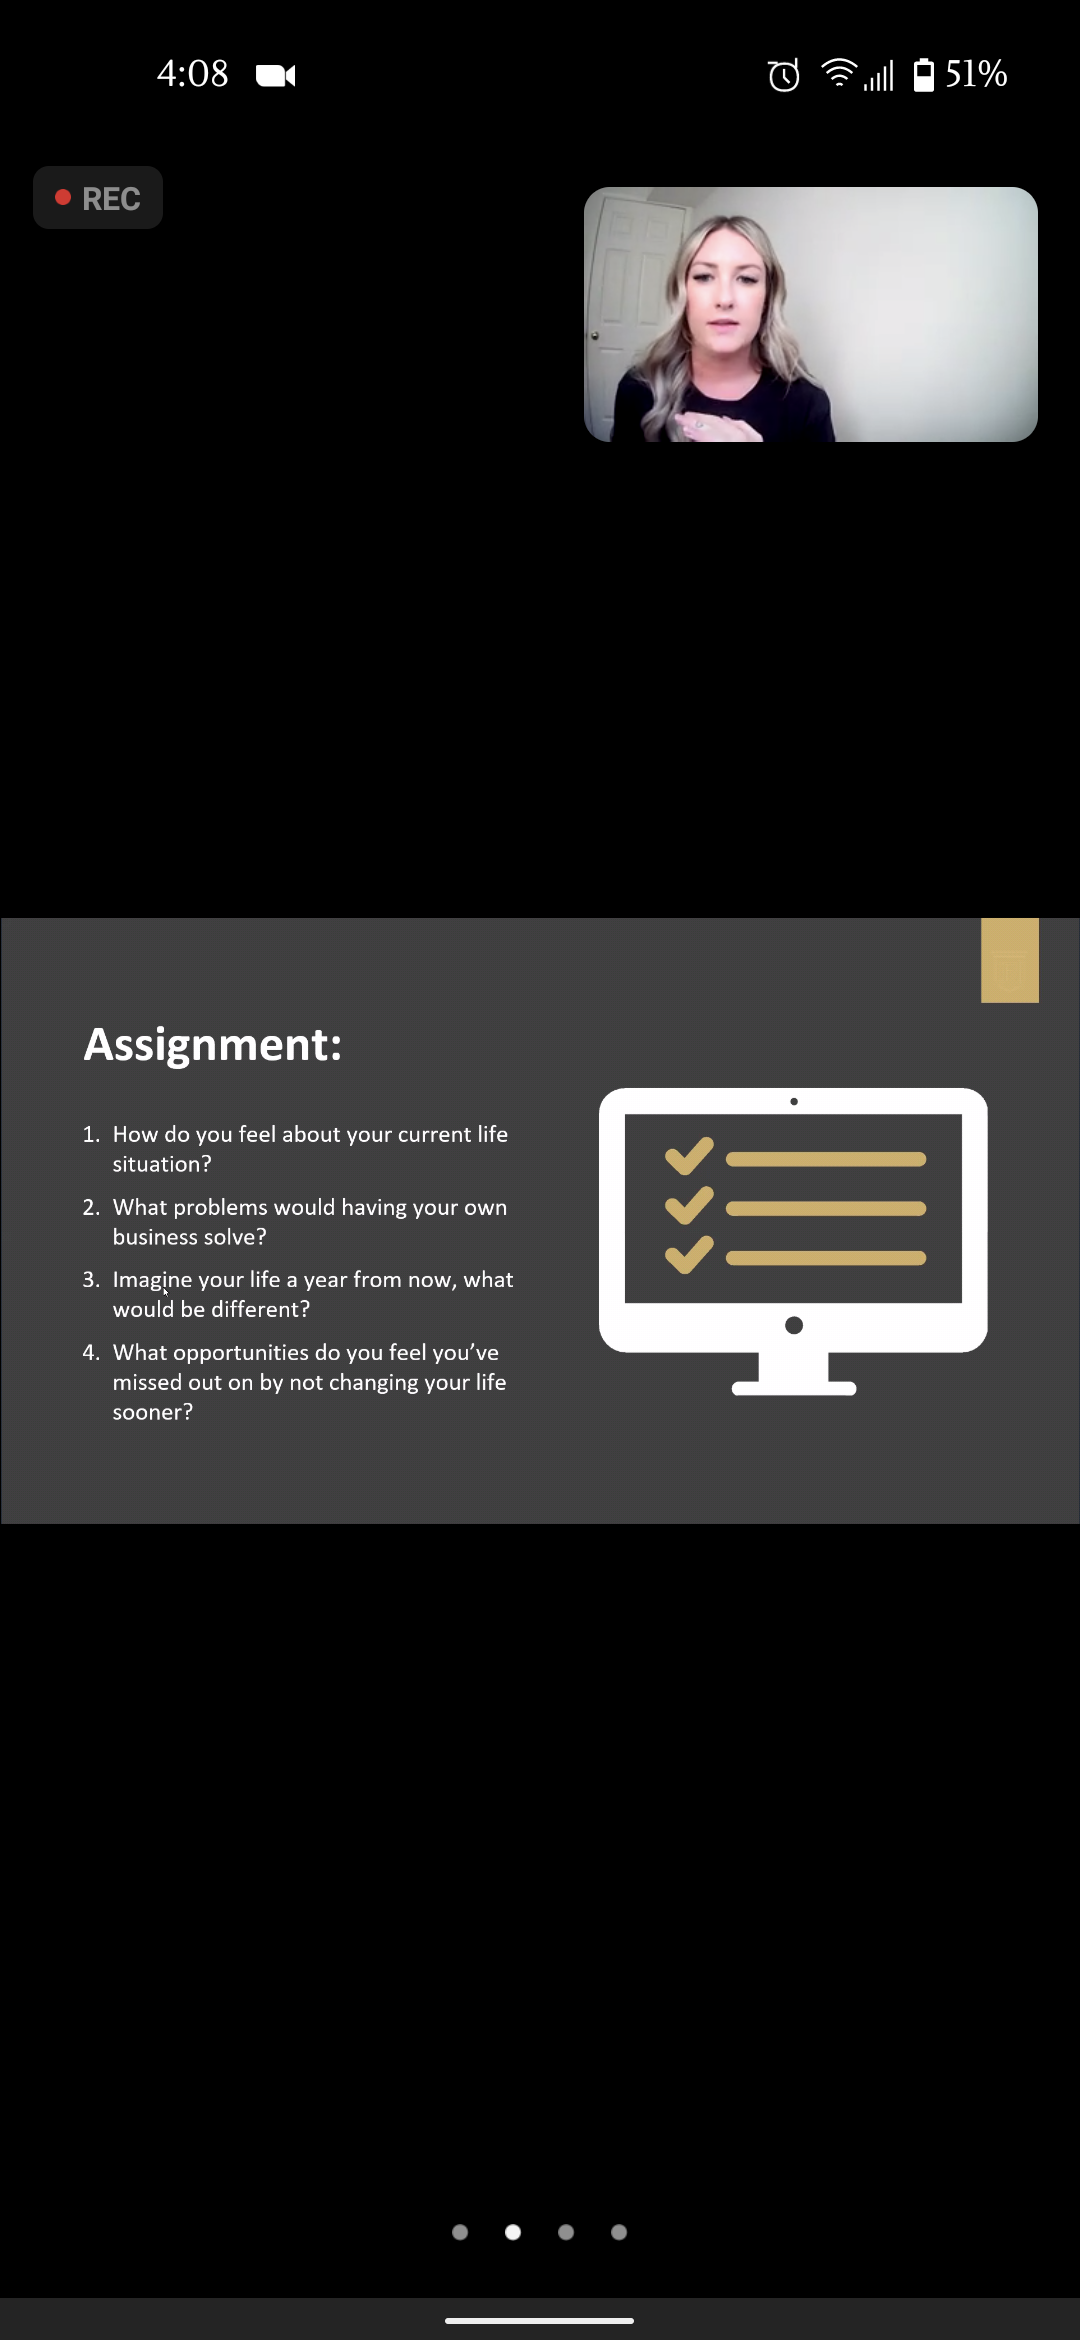 4:08
51%
REC
Assignment:
1. How do you feel about your current life
situation?
2. What problems would having your own
business solve?
3. Imagine your life a year from now, what
would be different?
4. What opportunities do you feel you’ve
missed out on by not changing your life
sooner?